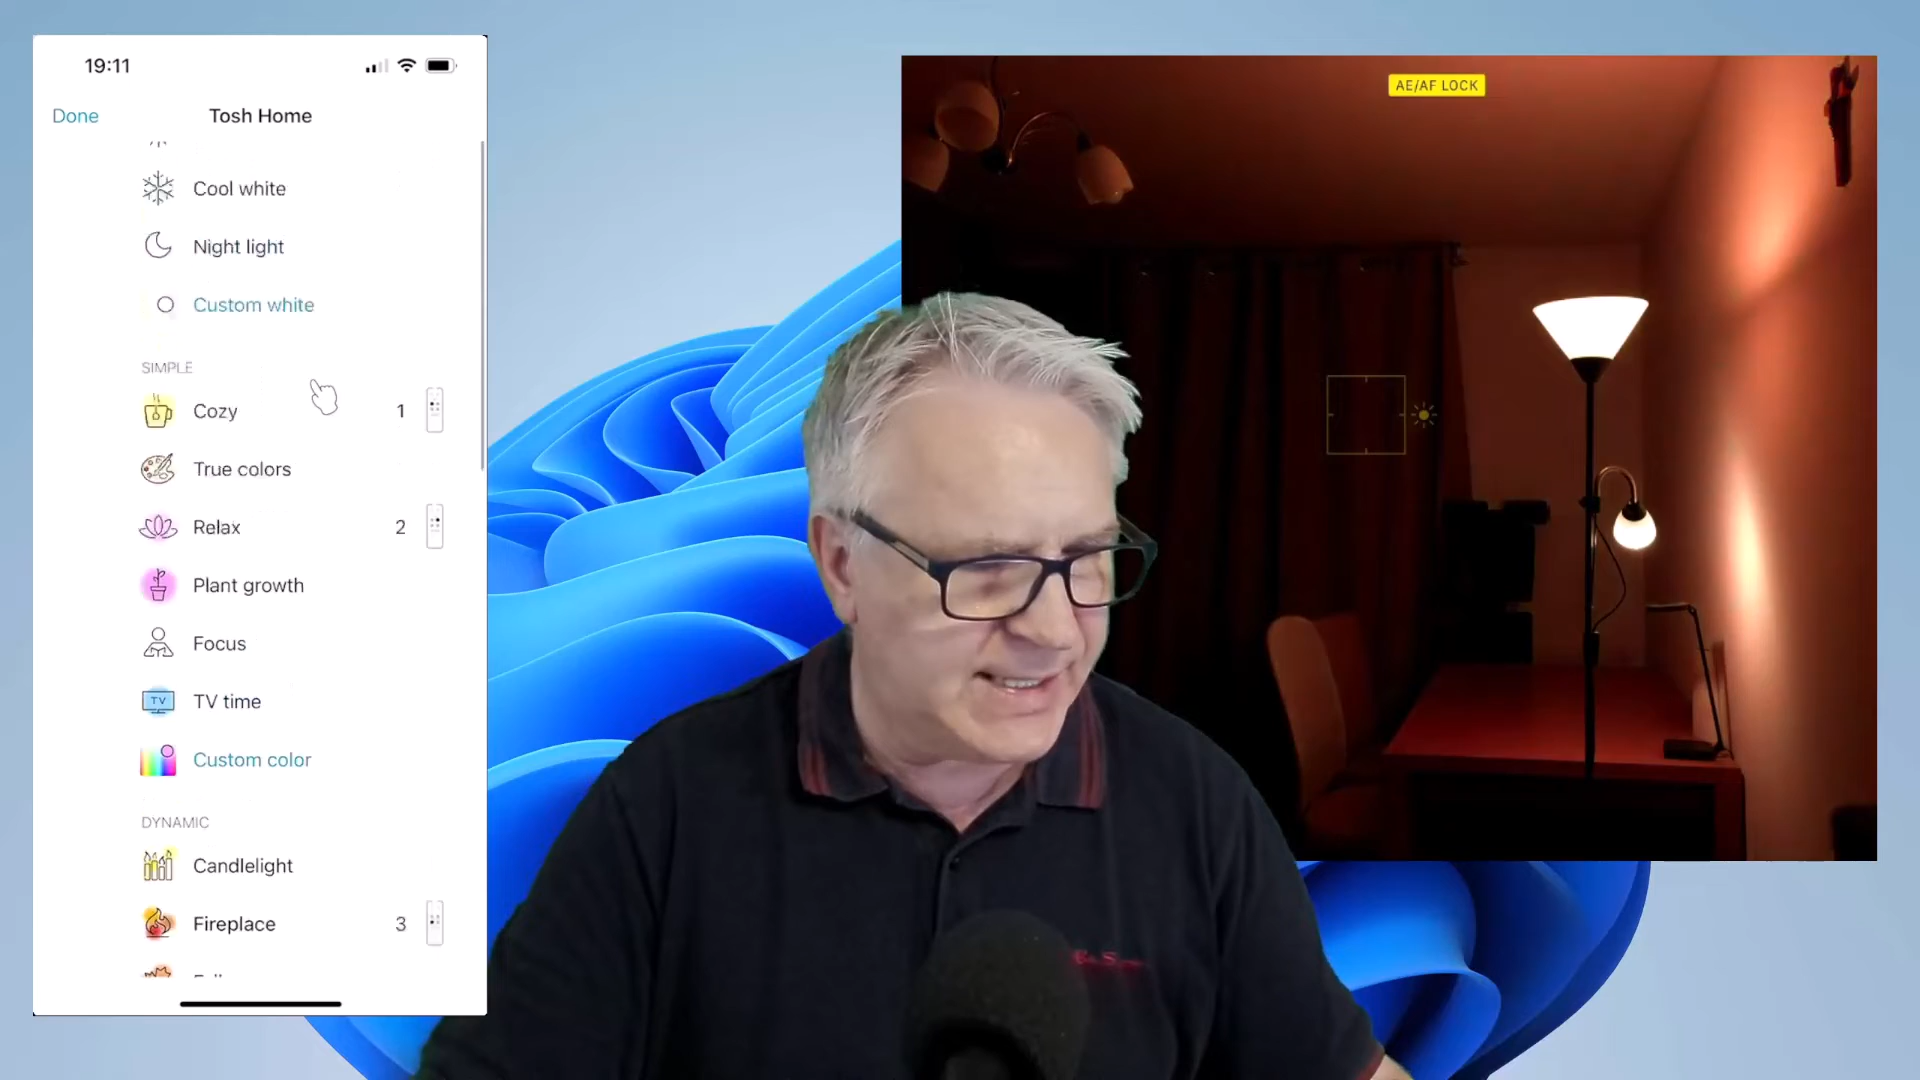 19:11
Done
Tosh Home
Cool white
Night light
Custom white
SIMPLE
Cozy 1
True colors
Relax 2
Plant growth
Focus
TV
TV time
Custom color
DYNAMIC
Candlelight
Fireplace 3
AE/AF LOCK